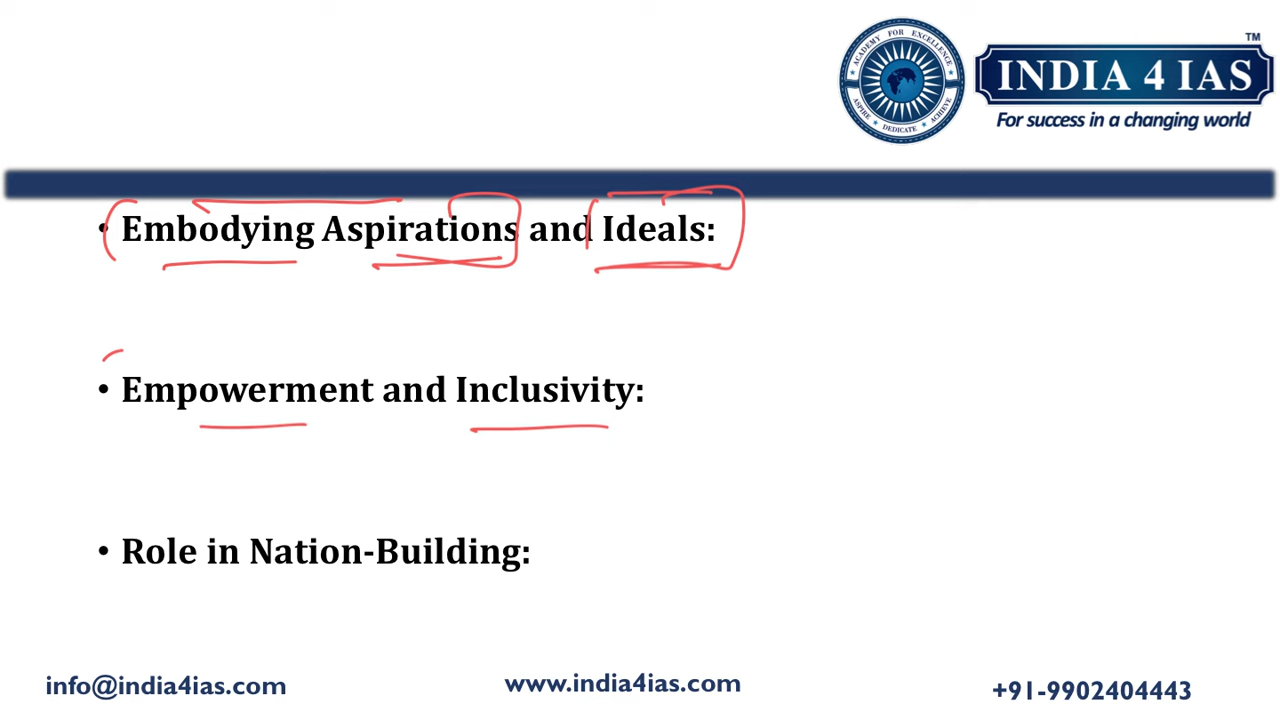 ACADEMY FOR EXCELLENCE
ASPIRE ★ DEDICATE ★ ACHIEVE
TM
INDIA 4 IAS
For success in a changing world
• Embodying Aspirations and Ideals:
• Empowerment and Inclusivity:
• Role in Nation-Building:
info@india4ias.com
www.india4ias.com
+91-9902404443